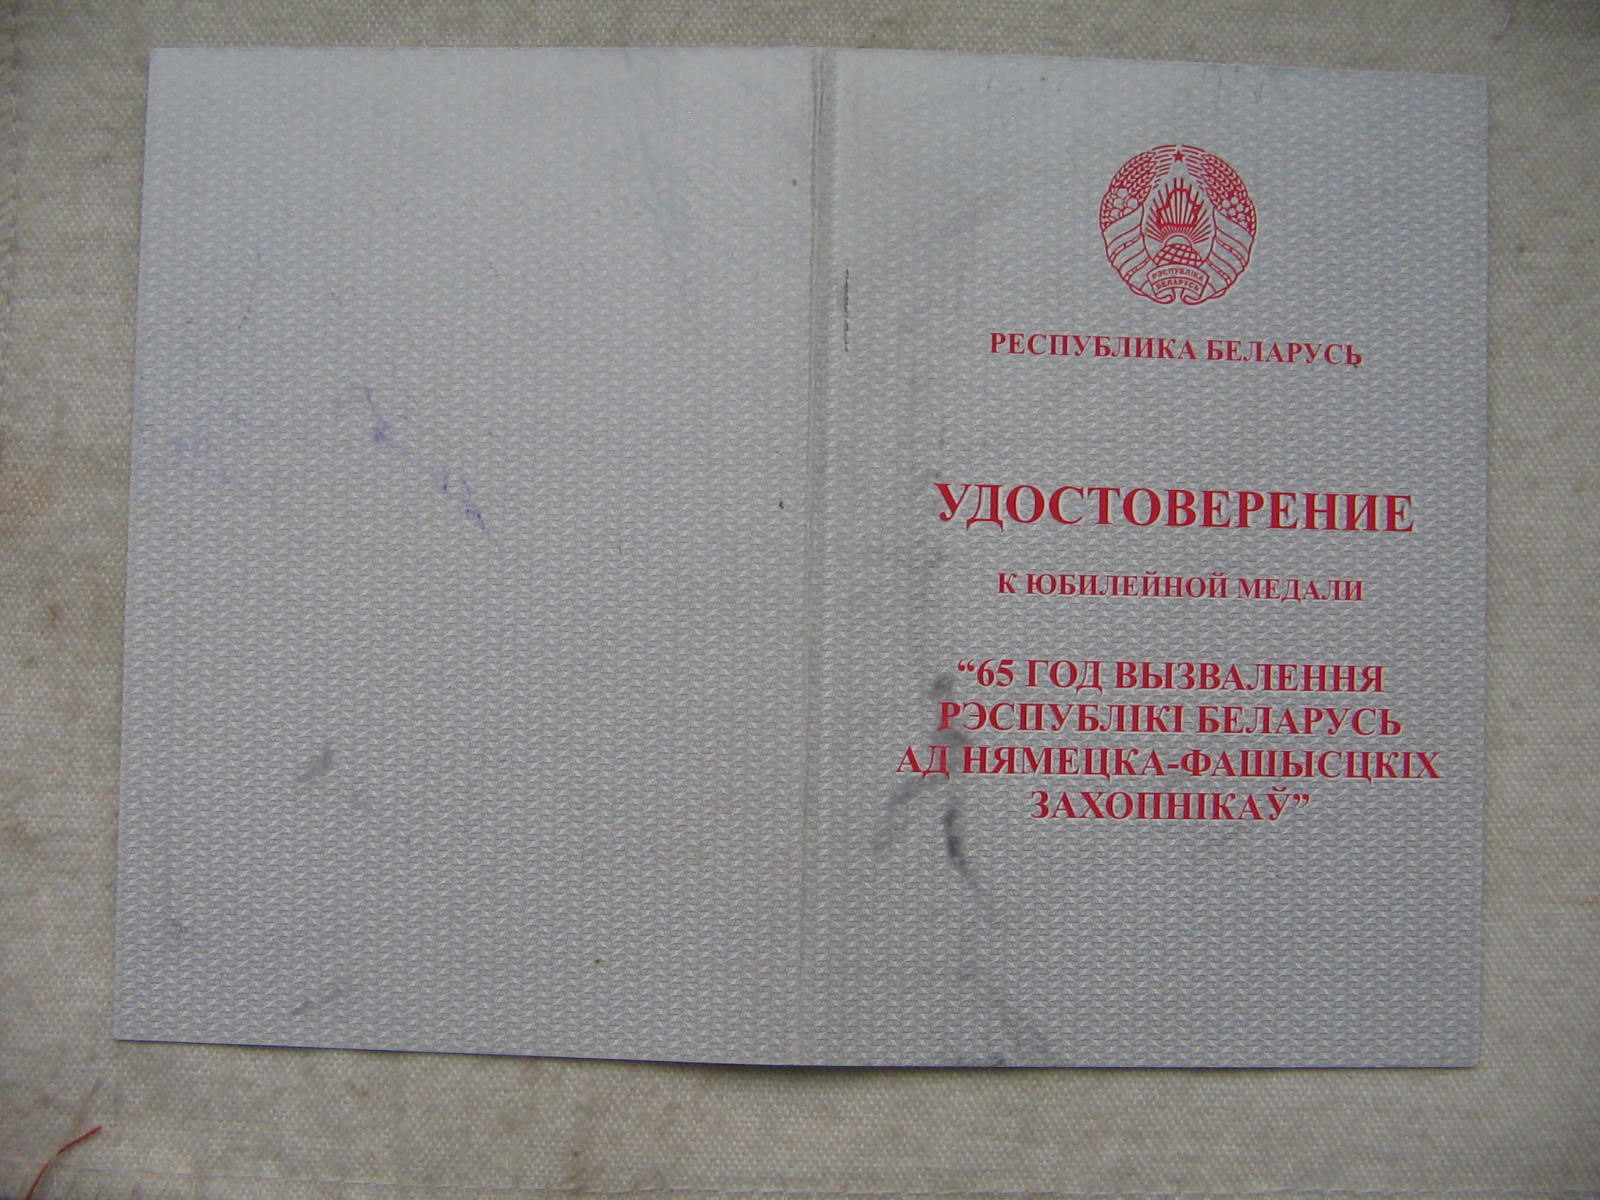 РЭСПУБЛІКА
БЕЛАРУСЬ
РЕСПУБЛИКА БЕЛАРУСЬ
УДОСТОВЕРЕНИЕ
К ЮБИЛЕЙНОЙ МЕДАЛИ
“65 ГОД ВЫЗВАЛЕННЯ
РЭСПУБЛІКІ БЕЛАРУСЬ
АД НЯМЕЦКА-ФАШЫСЦКІХ
ЗАХОПНІКАЎ”